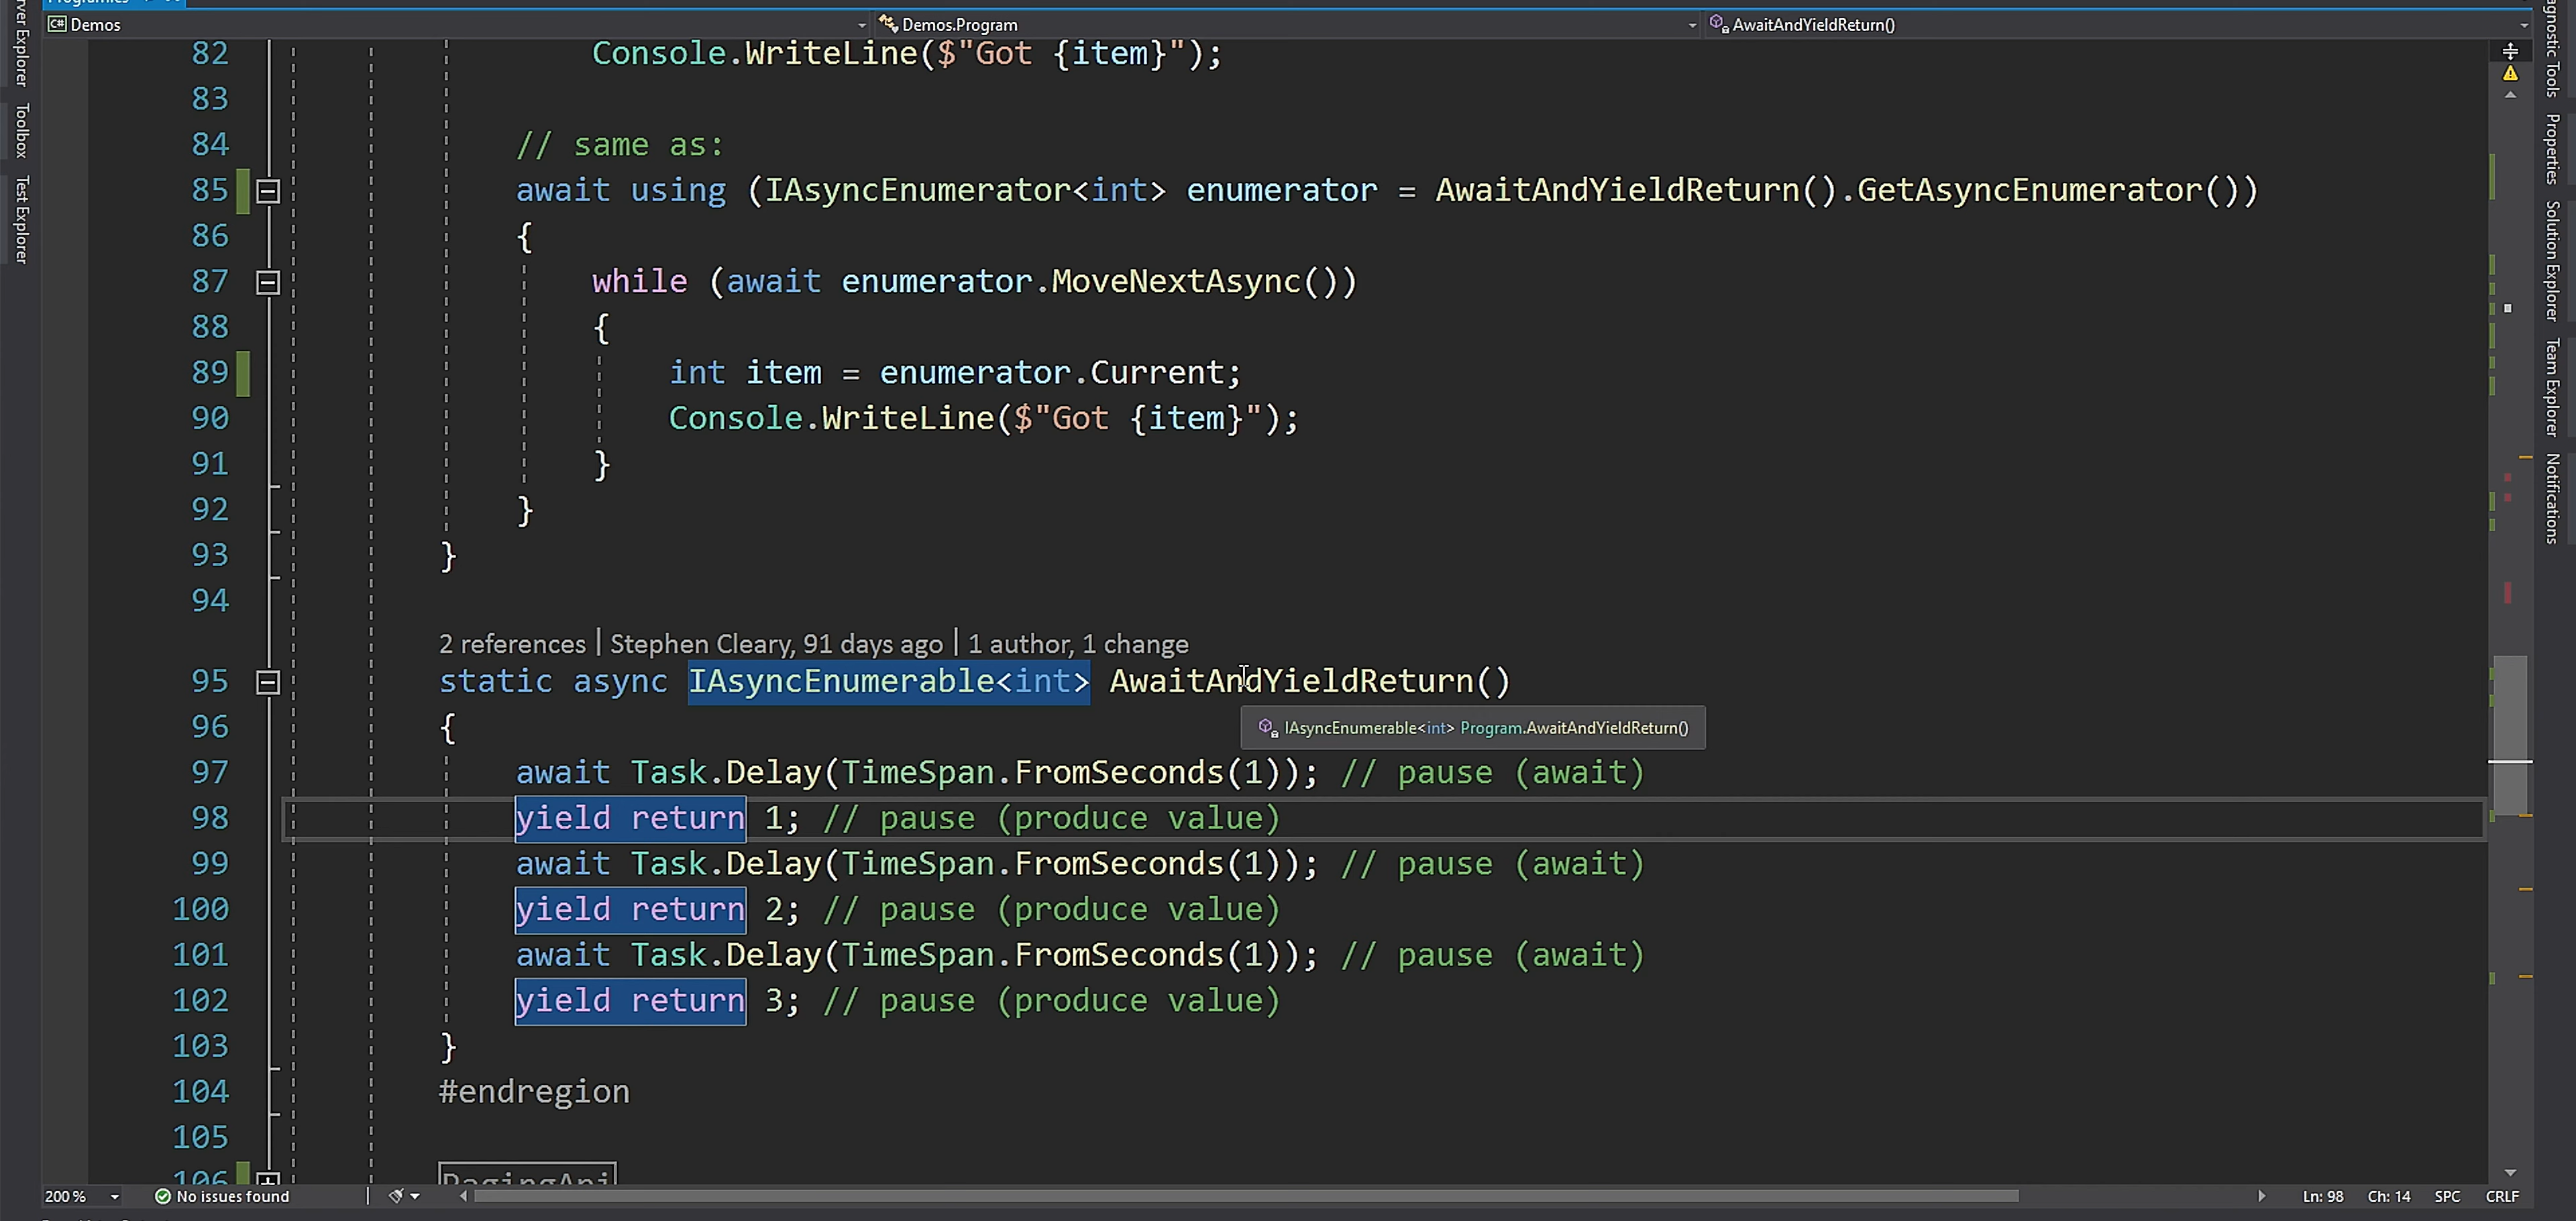 Demos
Demos.Program
AwaitAndYieldReturn()
82 Console.WriteLine($"Got {item}");
83
84 // same as:
85 await using (IAsyncEnumerator<int> enumerator = AwaitAndYieldReturn().GetAsyncEnumerator())
86 {
87 while (await enumerator.MoveNextAsync())
88 {
89 int item = enumerator.Current;
90 Console.WriteLine($"Got {item}");
91 }
92 }
93 }
94
2 references | Stephen Cleary, 91 days ago | 1 author, 1 change
95 static async IAsyncEnumerable<int> AwaitAndYieldReturn()
96 {
IAsyncEnumerable<int> Program.AwaitAndYieldReturn()
97 await Task.Delay(TimeSpan.FromSeconds(1)); // pause (await)
98 yield return 1; // pause (produce value)
99 await Task.Delay(TimeSpan.FromSeconds(1)); // pause (await)
100 yield return 2; // pause (produce value)
101 await Task.Delay(TimeSpan.FromSeconds(1)); // pause (await)
102 yield return 3; // pause (produce value)
103 }
104 #endregion
105
106 PagingApi
200 % No issues found Ln: 98 Ch: 14 SPC CRLF
Explorer
Toolbox
Test Explorer
Tools
Properties
Solution Explorer
Team Explorer
Notifications